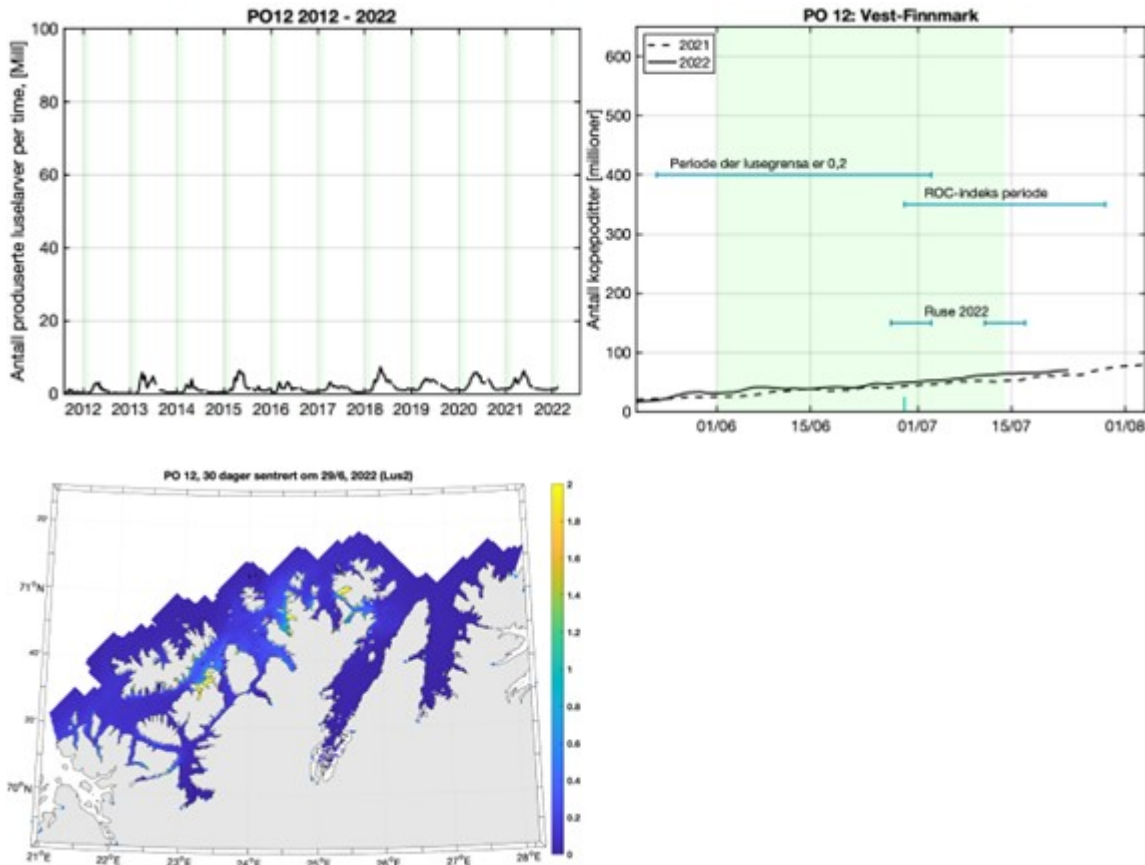 PO12 2012 - 2022
Antall produserte luselarver per time, [Mill]
100
80
60
40
20
0
2012 2013 2014 2015 2016 2017 2018 2019 2020 2021 2022
PO 12: Vest-Finnmark
2021
2022
Antall kopepoditter [millioner]
600
500
400
300
200
100
0
Periode der lusegrensa er 0,2
ROC-indeks periode
Ruse 2022
01/06 15/06 01/07 15/07 01/08
PO 12, 30 dager sentrert om 29/6, 2022 (Lus2)
71°N
70°N
21°E 22°E 23°E 24°E 25°E 26°E 27°E 28°E
2
1.8
1.6
1.4
1.2
1
0.8
0.6
0.4
0.2
0